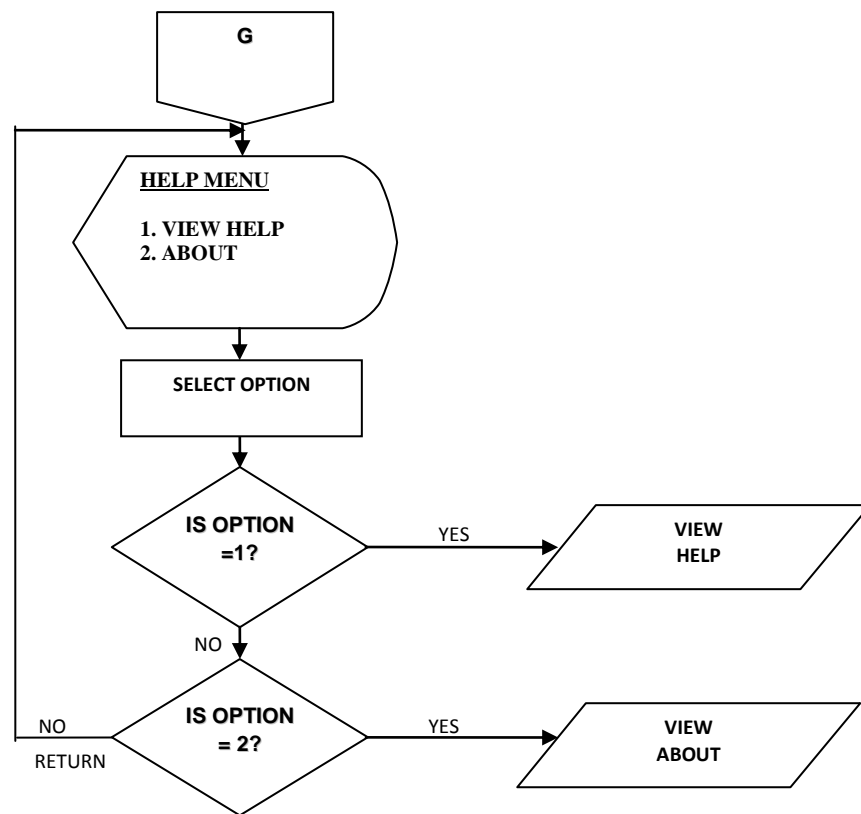 G
HELP MENU
1. VIEW HELP
2. ABOUT
SELECT OPTION
IS OPTION
=1?
YES
VIEW
HELP
NO
IS OPTION
= 2?
YES
VIEW
ABOUT
NO
RETURN